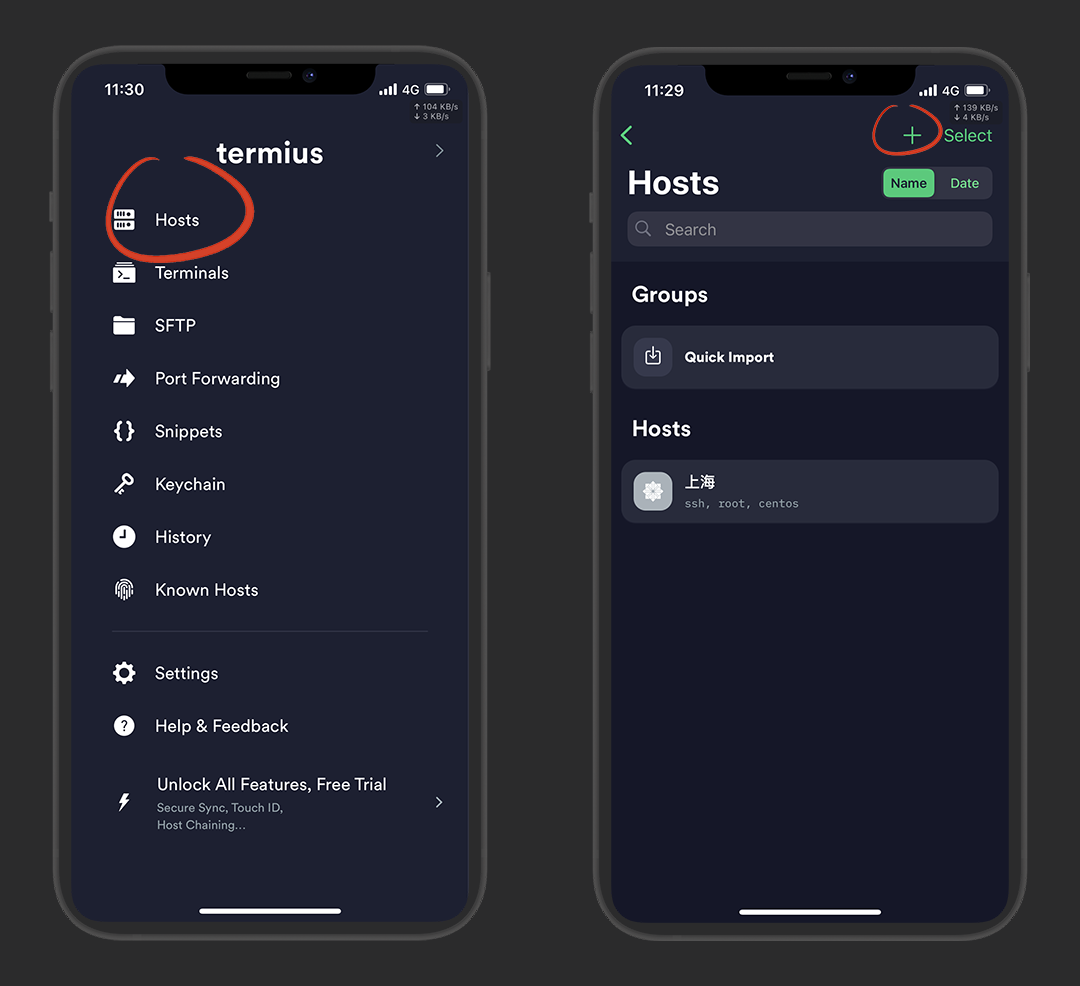 11:30
4G
↑ 104 KB/s
↓ 3 KB/s
termius
Hosts
Terminals
SFTP
Port Forwarding
Snippets
Keychain
History
Known Hosts
Settings
Help & Feedback
Unlock All Features, Free Trial
Secure Sync, Touch ID,
Host Chaining...
11:29
4G
↑ 139 KB/s
↓ 4 KB/s
Select
Hosts
Name
Date
Search
Groups
Quick Import
Hosts
上海
ssh, root, centos